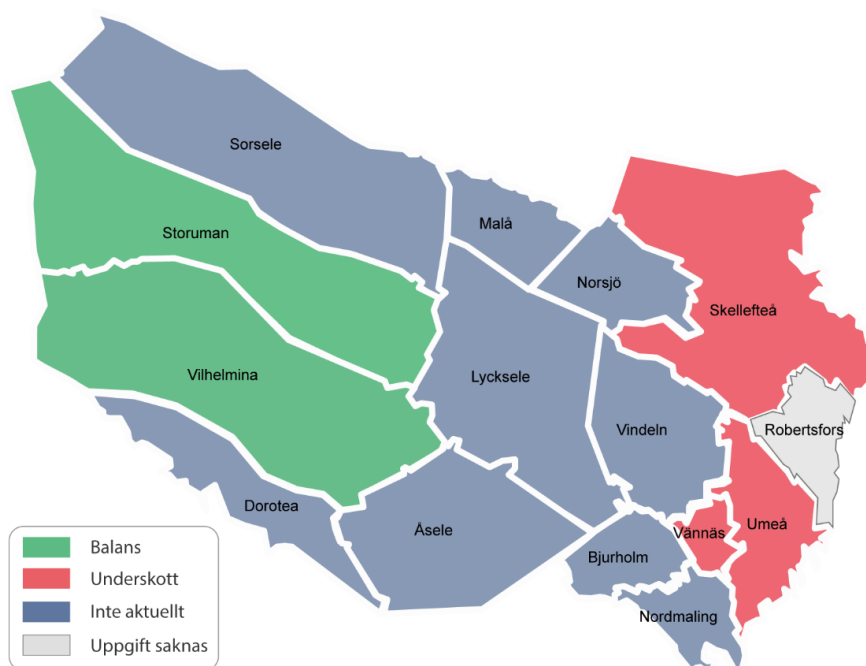 Sorsele
Malå
Storuman
Norsjö
Skellefteå
Vilhelmina
Lycksele
Vindeln
Robertsfors
Dorotea
Åsele
Umeå
Vännäs
Bjurholm
Nordmaling
Balans
Underskott
Inte aktuellt
Uppgift saknas